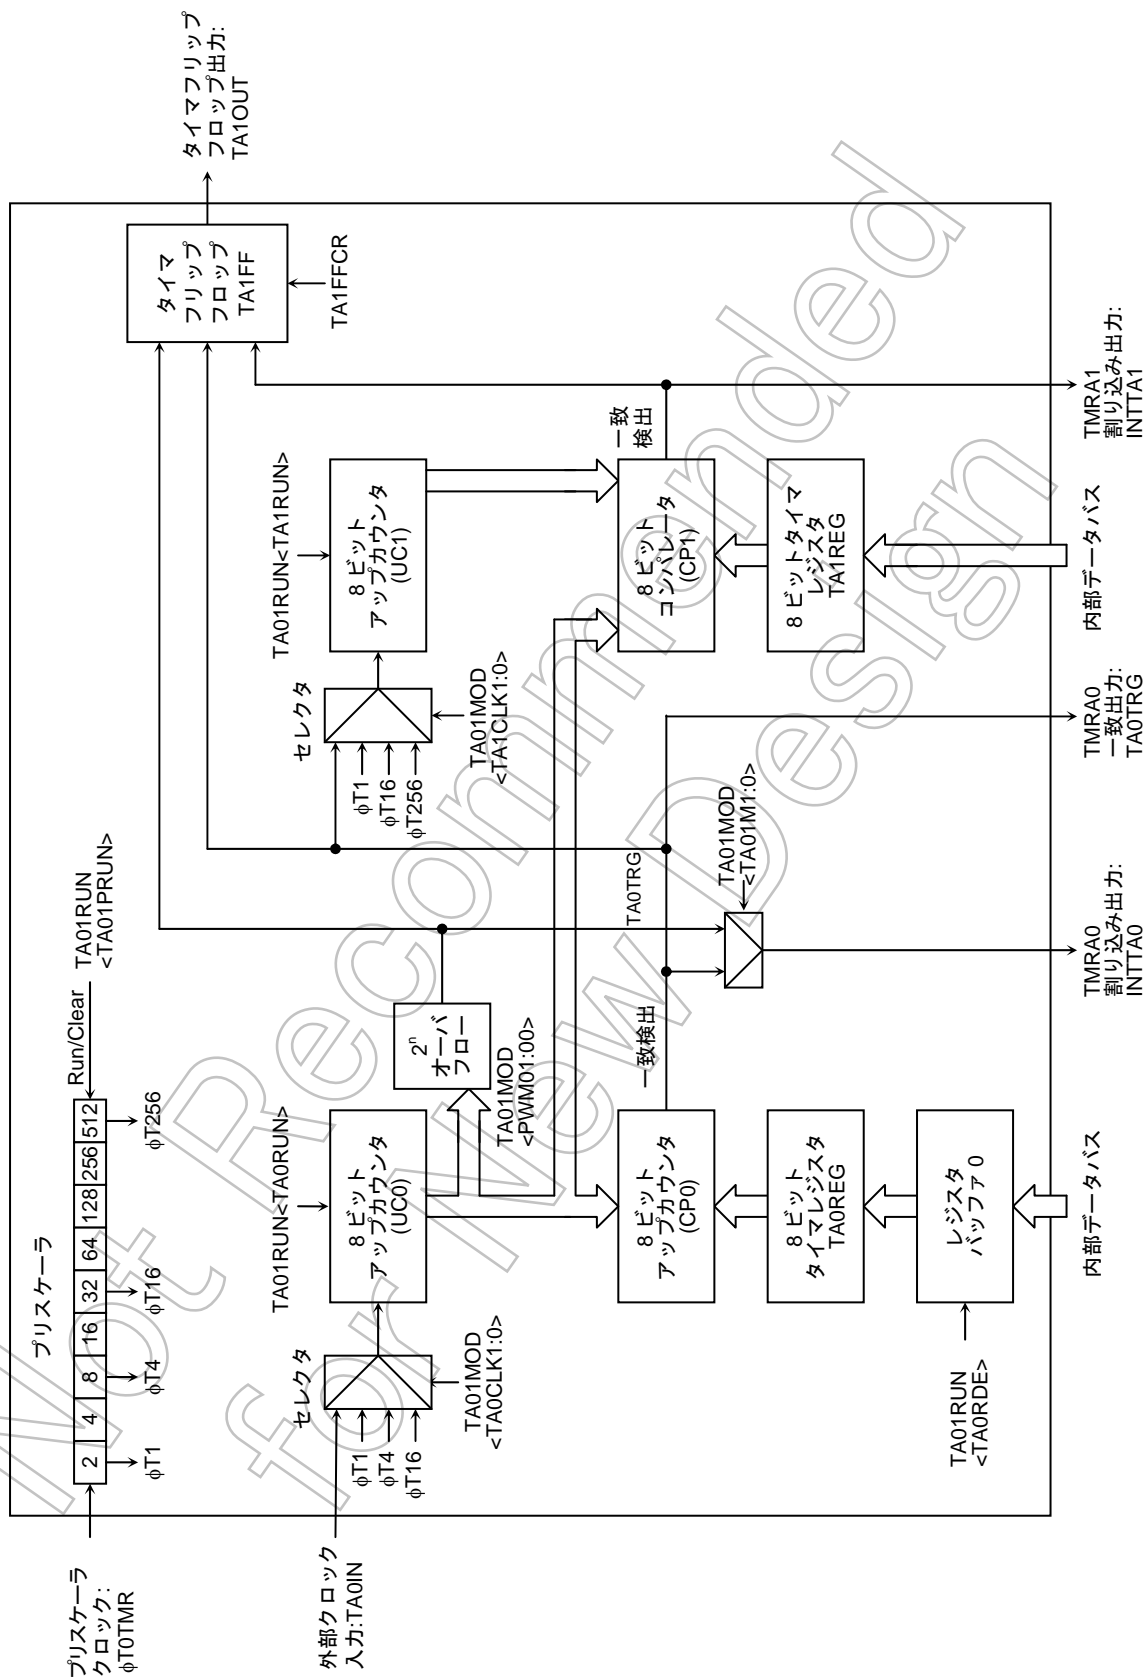 プリスケーラ
クロック:
φT0TMR
プリスケーラ
2 4 8 16 32 64 128 256 512
Run/Clear
TA01RUN
<TA01PRUN>
φT1
φT4
φT16
φT256
外部クロック
入力:TA0IN
φT1
φT4
φT16
セレクタ
TA01MOD
<TA0CLK1:0>
TA01RUN<TA0RUN>
8 ビット
アップカウンタ
(UC0)
2ⁿ
オーバ
フロー
TA01MOD
<PWM01:00>
セレクタ
φT1
φT16
φT256
TA01MOD
<TA1CLK1:0>
TA01RUN<TA1RUN>
8 ビット
アップカウンタ
(UC1)
タイマ
フリップ
フロップ
TA1FF
TA1FFCR
タイマフリップ
フロップ出力:
TA1OUT
8 ビット
アップカウンタ
(CP0)
一致検出
TA0TRG
8 ビット
コンパレータ
(CP1)
一致
検出
8 ビット
タイマレジスタ
TA0REG
TA01MOD
<TA01M1:0>
8 ビットタイマ
レジスタ
TA1REG
レジスタ
バッファ 0
TA01RUN
<TA0RDE>
内部データバス
TMRA0
割り込み出力:
INTTA0
TMRA0
一致出力:
TA0TRG
内部データバス
TMRA1
割り込み出力:
INTTA1
Not Recommended
for New Design